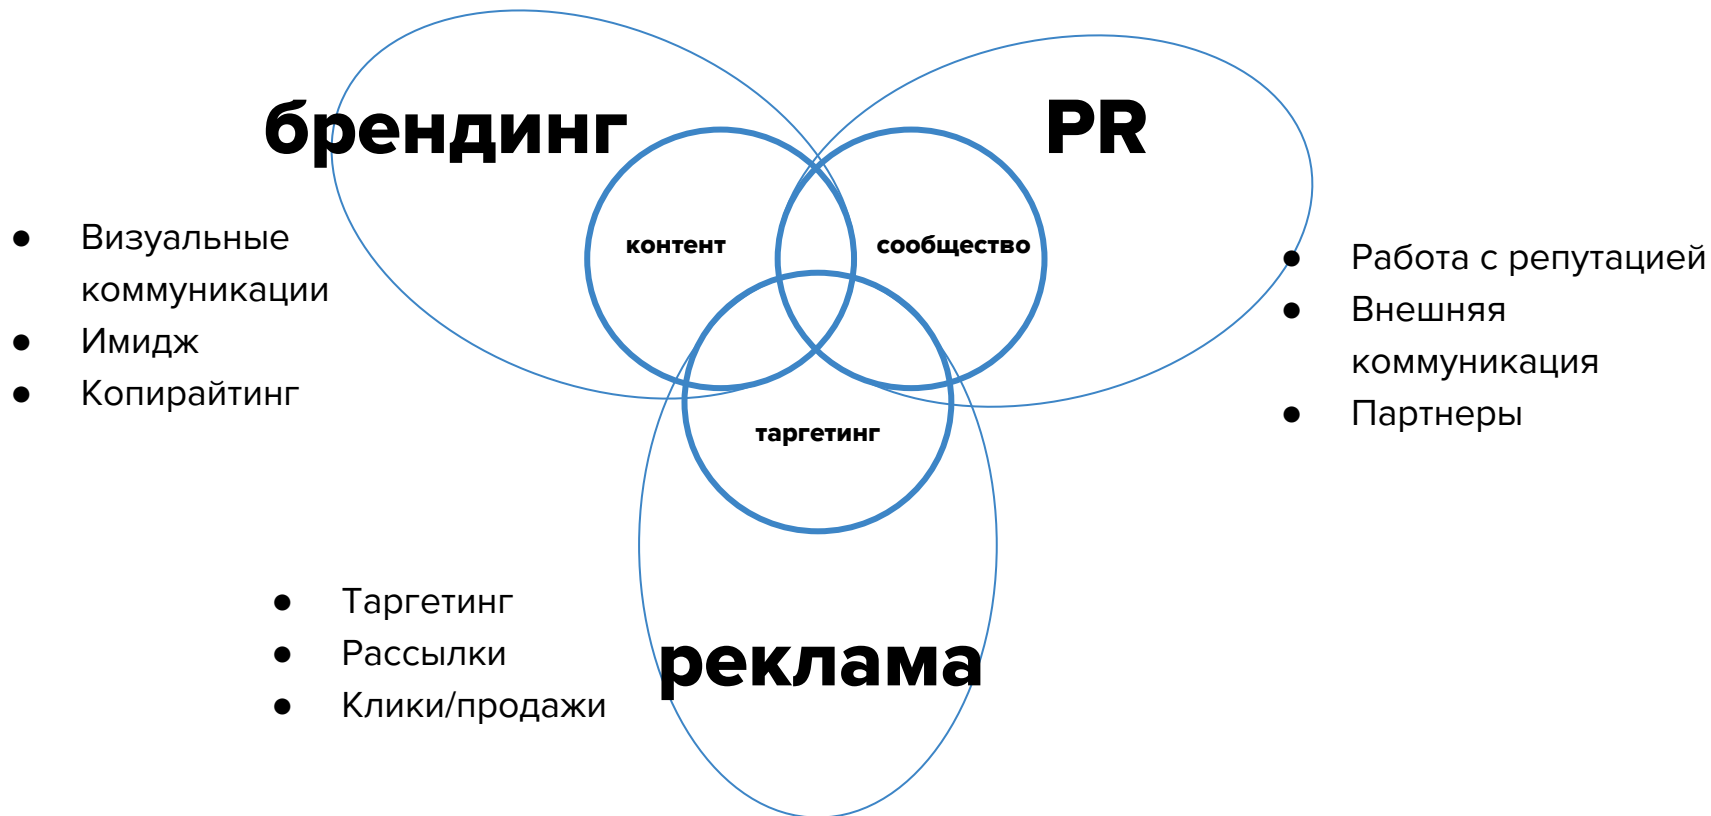 брендинг
PR
контент
сообщество
таргетинг
● Визуальные
коммуникации
● Имидж
● Копирайтинг
● Работа с репутацией
● Внешняя
коммуникация
● Партнеры
● Таргетинг
● Рассылки
● Клики/продажи
реклама